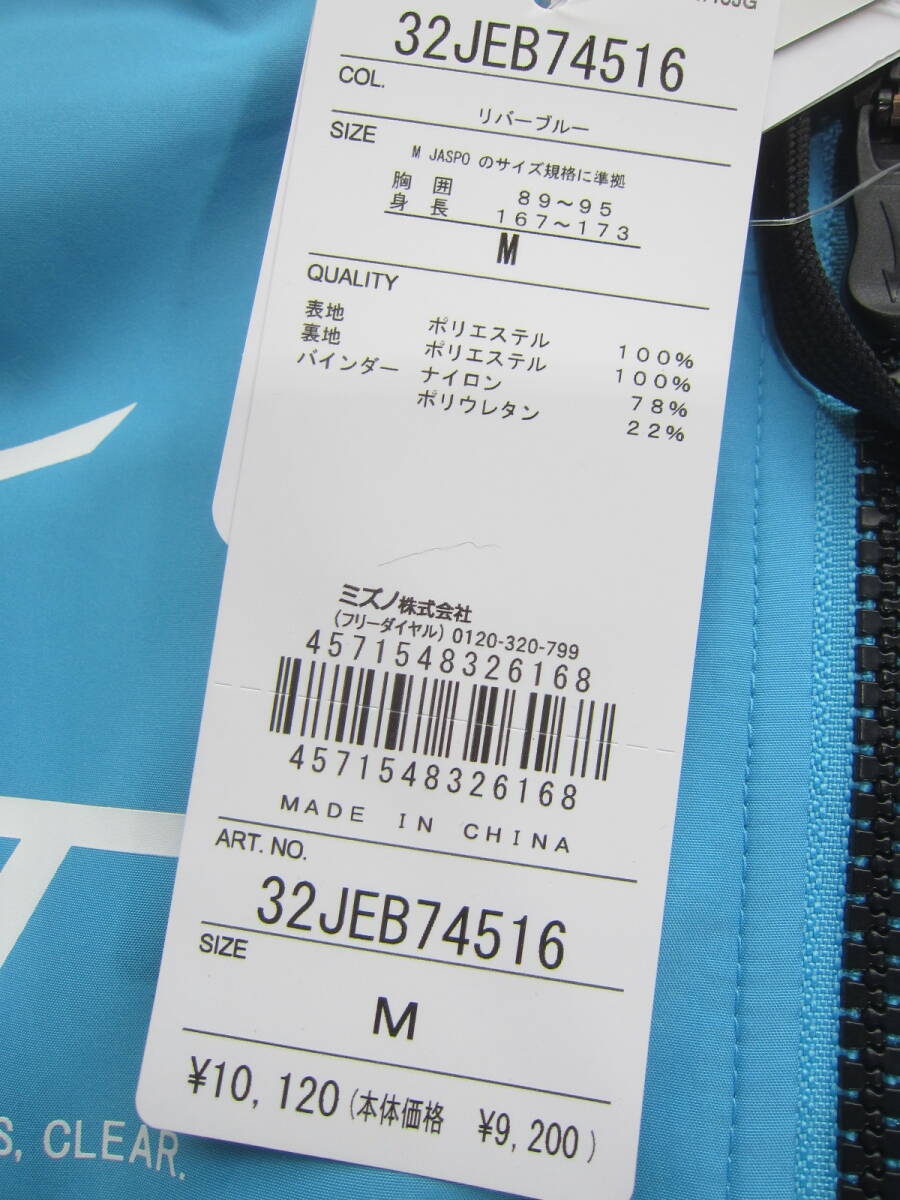 32JEB74516
COL.
リバーブルー
SIZE
M JASPO のサイズ規格に準拠
胸 囲 89～95
身 長 167～173
M
QUALITY
表地 ポリエステル 100%
裏地 ポリエステル 100%
バインダー ナイロン 78%
ポリウレタン 22%
ミズノ株式会社
(フリーダイヤル) 0120-320-799
4571548326168
4571548326168
MADE IN CHINA
ART. NO.
32JEB74516
SIZE
M
¥10,120(本体価格 ¥9,200)
S, CLEAR.